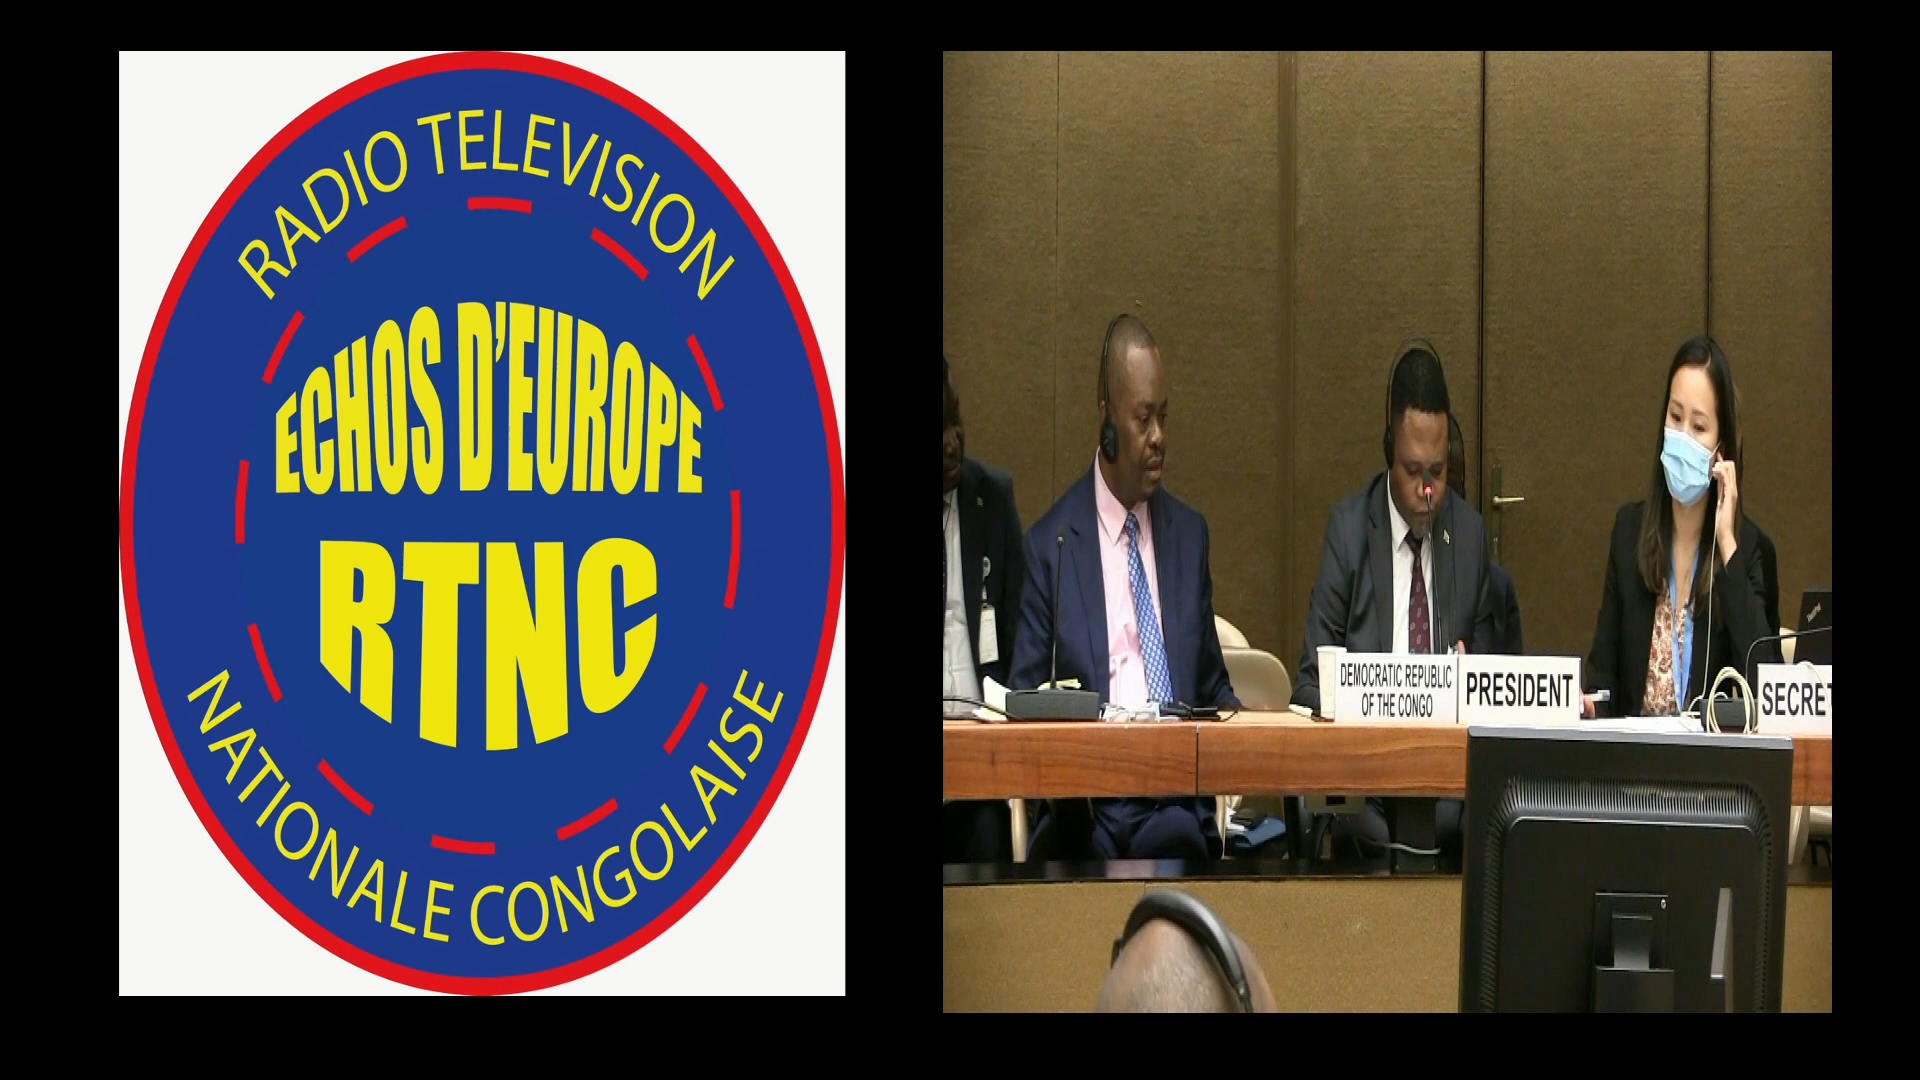 RADIO TELEVISION
ECHOS D'EUROPE
RTNC
NATIONALE CONGOLAISE
DEMOCRATIC REPUBLIC
OF THE CONGO
PRESIDENT
SECRET